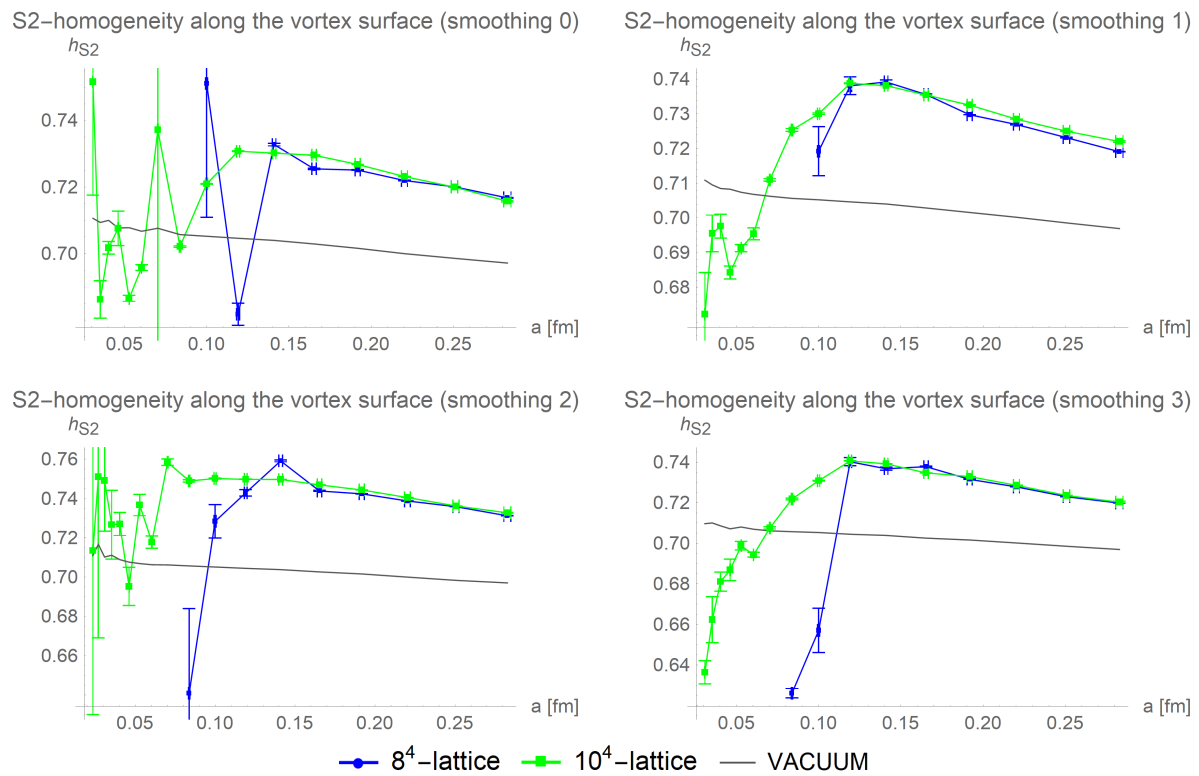 S2−homogeneity along the vortex surface (smoothing 0)
hS2
0.74
0.72
0.70
0.05 0.10 0.15 0.20 0.25
a [fm]
S2−homogeneity along the vortex surface (smoothing 1)
hS2
0.74
0.73
0.72
0.71
0.70
0.69
0.68
0.05 0.10 0.15 0.20 0.25
a [fm]
S2−homogeneity along the vortex surface (smoothing 2)
hS2
0.76
0.74
0.72
0.70
0.68
0.66
0.05 0.10 0.15 0.20 0.25
a [fm]
S2−homogeneity along the vortex surface (smoothing 3)
hS2
0.74
0.72
0.70
0.68
0.66
0.64
0.05 0.10 0.15 0.20 0.25
a [fm]
8⁴−lattice 10⁴−lattice VACUUM